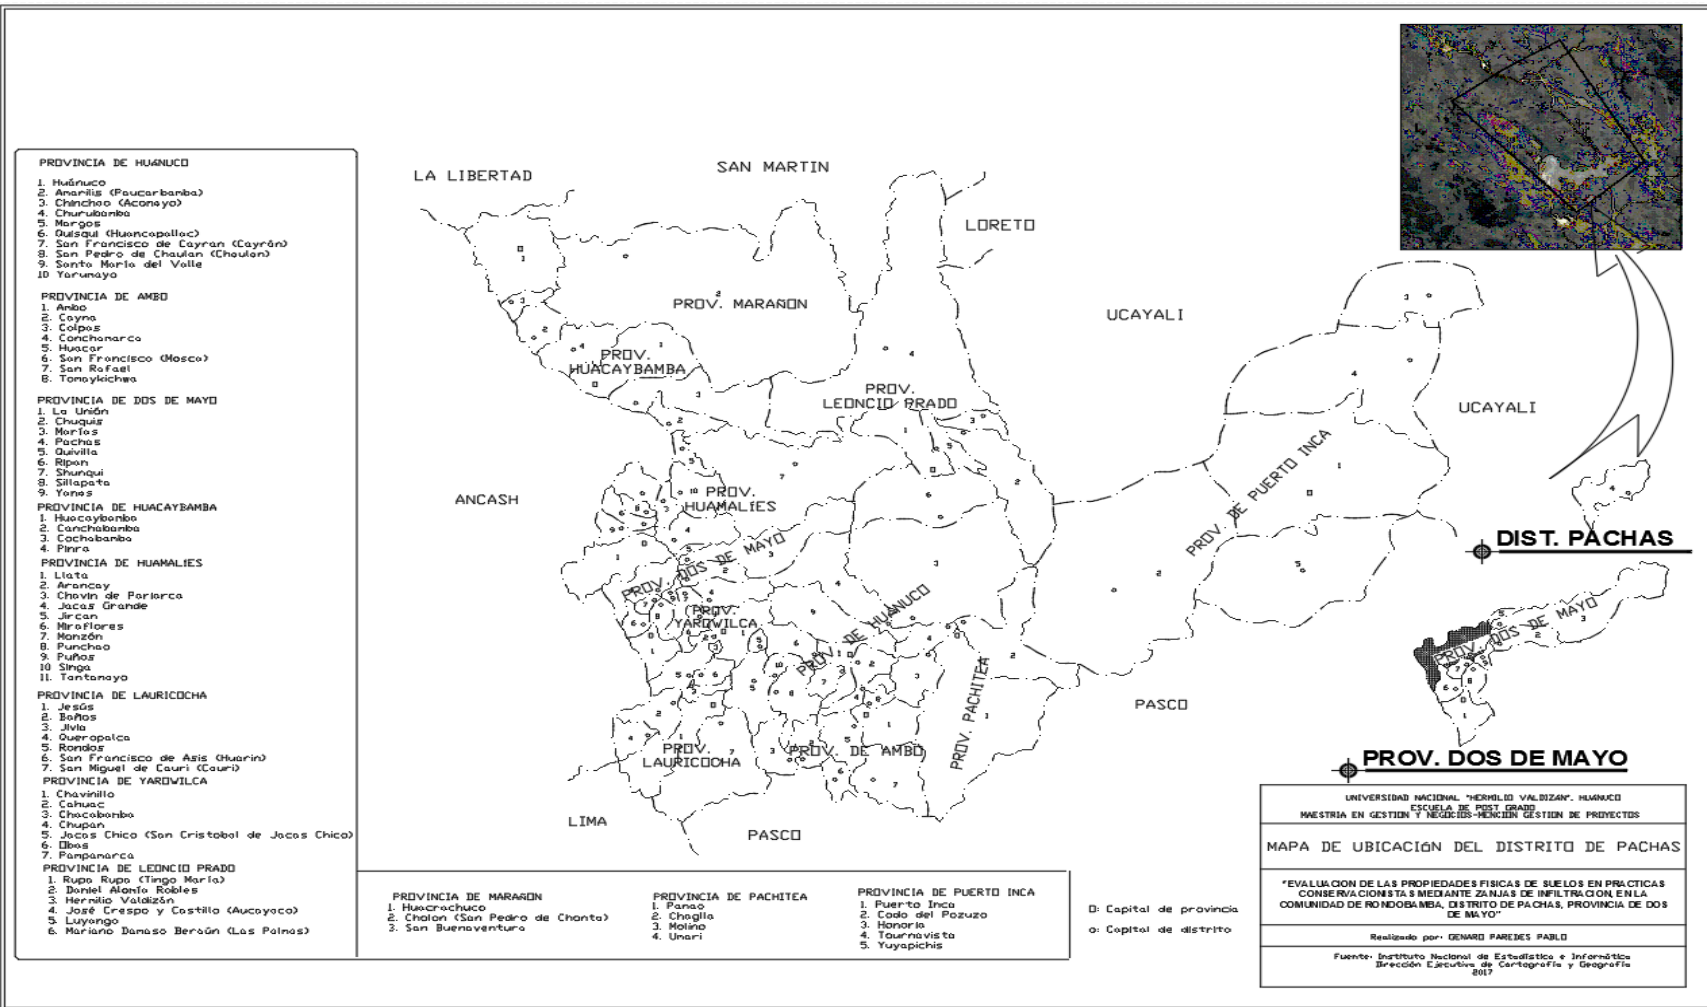 PROVINCIA DE HUÁNUCO
1. Huánuco
2. Amarilis (Paucarbamba)
3. Chinchao (Acomayo)
4. Churubamba
5. Margos
6. Quisqui (Huancapallac)
7. San Francisco de Cayran (Cayrán)
8. San Pedro de Chaulan (Chaulan)
9. Santa María del Valle
10 Yarumayo
PROVINCIA DE AMBO
1. Ambo
2. Cayna
3. Colpas
4. Conchamarca
5. Huacar
6. San Francisco (Mosca)
7. San Rafael
8. Tomaykichwa
PROVINCIA DE DOS DE MAYO
1. La Unión
2. Chuquis
3. Marías
4. Pachas
5. Quivilla
6. Ripan
7. Shunqui
8. Sillapata
9. Yanas
PROVINCIA DE HUACAYBAMBA
1. Huacaybamba
2. Canchabamba
3. Cochabamba
4. Pinra
PROVINCIA DE HUAMALIES
1. Llata
2. Arancay
3. Chavín de Pariarca
4. Jacas Grande
5. Jircan
6. Miraflores
7. Monzón
8. Punchao
9. Puños
10 Singa
11. Tantamayo
PROVINCIA DE LAURICOCHA
1. Jesús
2. Baños
3. Jivia
4. Queropalca
5. Rondos
6. San Francisco de Asis (Huarin)
7. San Miguel de Cauri (Cauri)
PROVINCIA DE YAROWILCA
1. Chavinillo
2. Cahuac
3. Chacabamba
4. Chupan
5. Jacas Chico (San Cristobal de Jacas Chico)
6. Obas
7. Pampamarca
PROVINCIA DE LEONCIO PRADO
1. Rupa Rupa (Tingo María)
2. Daniel Alomía Robles
3. Hermilio Valdizán
4. José Crespo y Castillo (Aucayaco)
5. Luyango
6. Mariano Damaso Beraún (Las Palmas)
PROVINCIA DE MARAÑON
1. Huacrachuco
2. Cholon (San Pedro de Chonta)
3. San Buenaventura
PROVINCIA DE PACHITEA
1. Panao
2. Chaglla
3. Molino
4. Umari
PROVINCIA DE PUERTO INCA
1. Puerto Inca
2. Codo del Pozuzo
3. Honoria
4. Tournavista
5. Yuyapichis
□: Capital de provincia
o: Capital de distrito
LA LIBERTAD
SAN MARTIN
LORETO
UCAYALI
UCAYALI
ANCASH
LIMA
PASCO
PASCO
PROV. MARAÑON
PROV.
HUACAYBAMBA
PROV.
LEONCIO PRADO
PROV.
HUAMALÍES
PROV. DOS DE MAYO
PROV.
YAROWILCA
PROV. DE HUÁNUCO
PROV. DE PUERTO INCA
PROV. PACHITEA
PROV. DE AMBO
PROV.
LAURICOCHA
DIST. PACHAS
PROV. DOS DE MAYO
PROV. DOS DE MAYO
UNIVERSIDAD NACIONAL "HERMILIO VALDIZAN". HUANUCO
ESCUELA DE POST GRADO
MAESTRIA EN GESTION Y NEGOCIOS-MENCIÓN GESTION DE PROYECTOS
MAPA DE UBICACIÓN DEL DISTRITO DE PACHAS
"EVALUACION DE LAS PROPIEDADES FISICAS DE SUELOS EN PRACTICAS
CONSERVACIONISTAS MEDIANTE ZANJAS DE INFILTRACION, EN LA
COMUNIDAD DE RONDOBAMBA, DISTRITO DE PACHAS, PROVINCIA DE DOS
DE MAYO"
Realizado por: GENARO PAREDES PABLO
Fuente: Instituto Nacional de Estadística e Informática
Dirección Ejecutiva de Cartografía y Geografía
2017